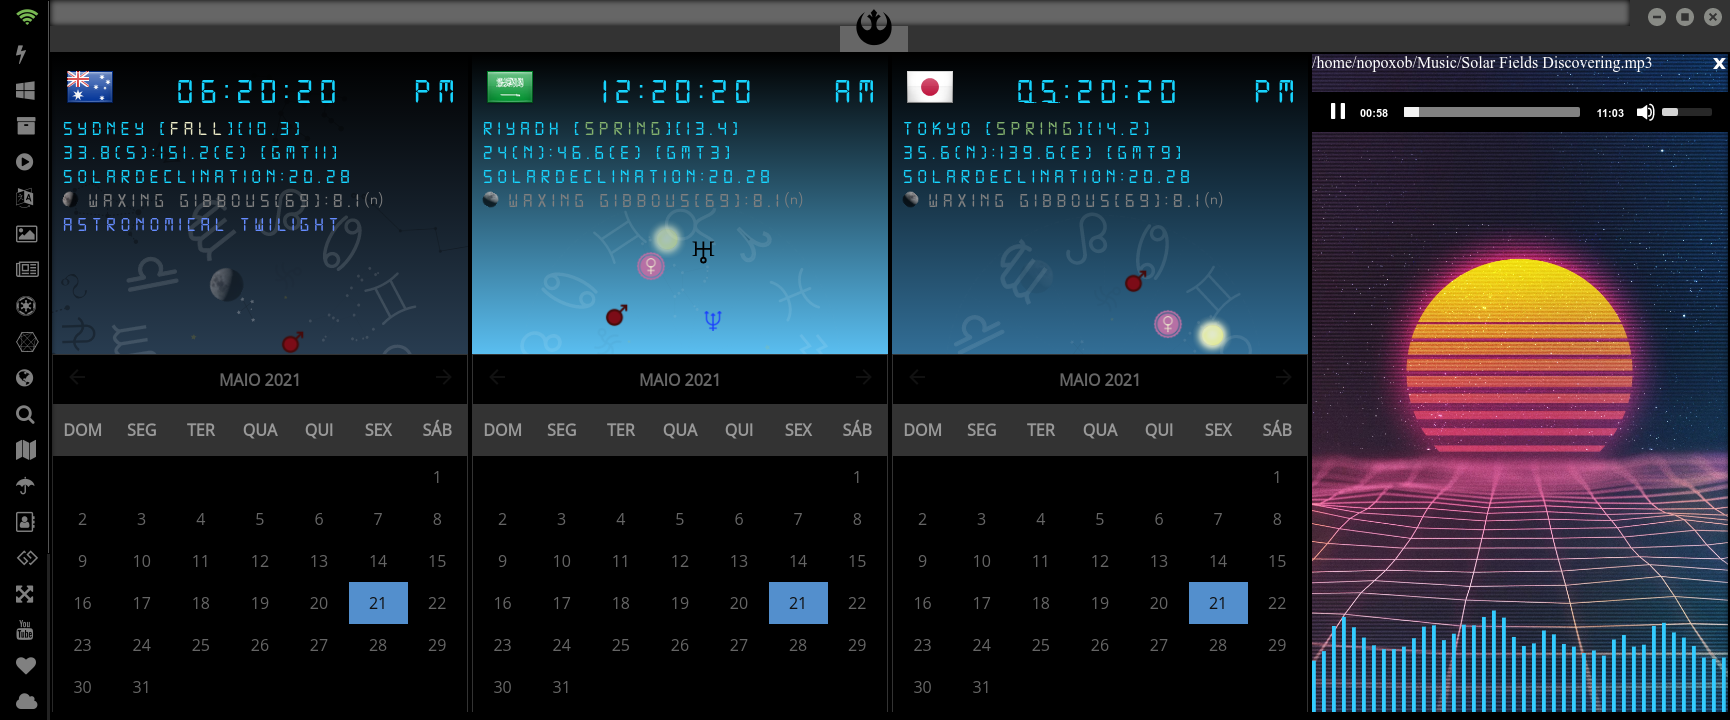 06:20:20 PM
SYDNEY [FALL][10.3]
33.8(S):151.2(E) [GMT11]
SOLARDECLINATION:20.28
WAXING GIBBOUS[69]:8.1(n)
ASTRONOMICAL TWILIGHT
MAIO 2021
DOM SEG TER QUA QUI SEX SÁB
1
2 3 4 5 6 7 8
9 10 11 12 13 14 15
16 17 18 19 20 21 22
23 24 25 26 27 28 29
30 31
12:20:20 AM
RIYADH [SPRING][13.4]
24(N):46.6(E) [GMT3]
SOLARDECLINATION:20.28
WAXING GIBBOUS[69]:8.1(n)
MAIO 2021
DOM SEG TER QUA QUI SEX SÁB
1
2 3 4 5 6 7 8
9 10 11 12 13 14 15
16 17 18 19 20 21 22
23 24 25 26 27 28 29
30 31
05:20:20 PM
TOKYO [SPRING][14.2]
35.6(N):139.6(E) [GMT9]
SOLARDECLINATION:20.28
WAXING GIBBOUS[69]:8.1(n)
MAIO 2021
DOM SEG TER QUA QUI SEX SÁB
1
2 3 4 5 6 7 8
9 10 11 12 13 14 15
16 17 18 19 20 21 22
23 24 25 26 27 28 29
30 31
/home/nopoxob/Music/Solar Fields Discovering.mp3 x
00:58 11:03
You Tube